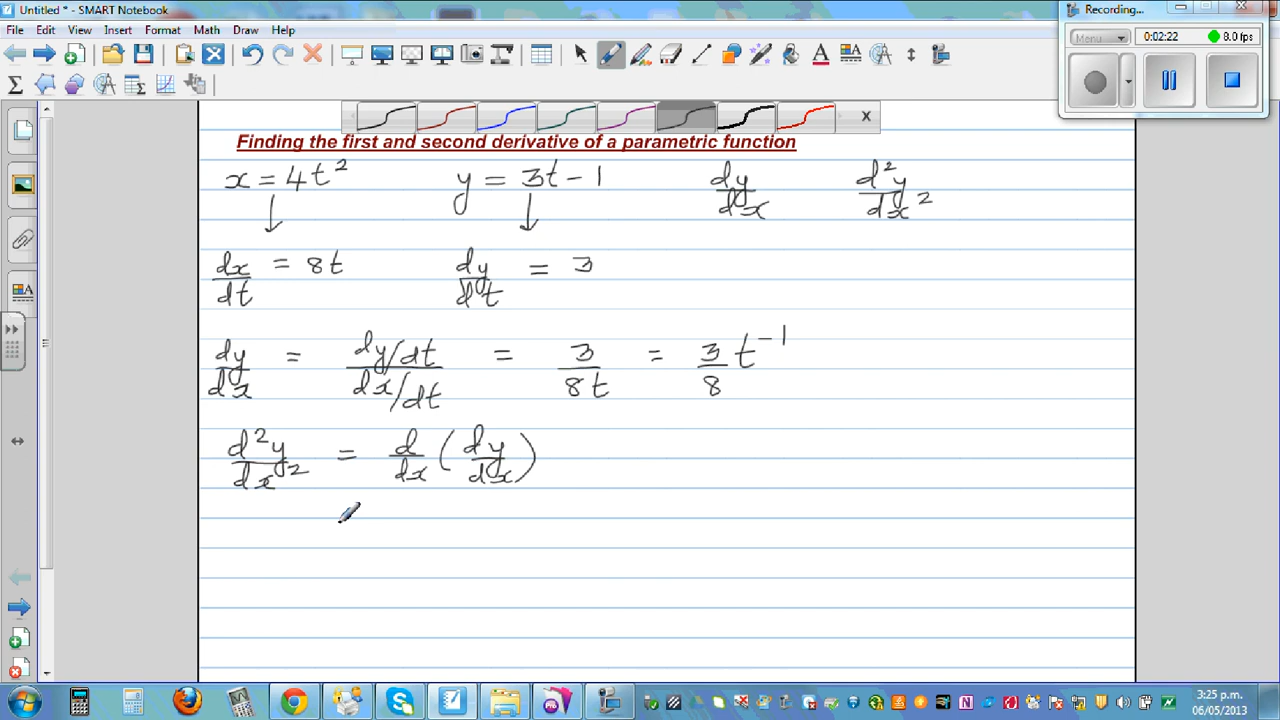 Untitled * - SMART Notebook
Recording...
File Edit View Insert Format Math Draw Help
Menu 0:02:22 8.0 fps
Finding the first and second derivative of a parametric function
x = 4t² y = 3t - 1 dy/dx d²y/dx²
dx/dt = 8t dy/dt = 3
dy/dx = (dy/dt)/(dx/dt) = 3/8t = 3/8 t⁻¹
d²y/dx² = d/dx (dy/dx)
3:25 p.m.
06/05/2013